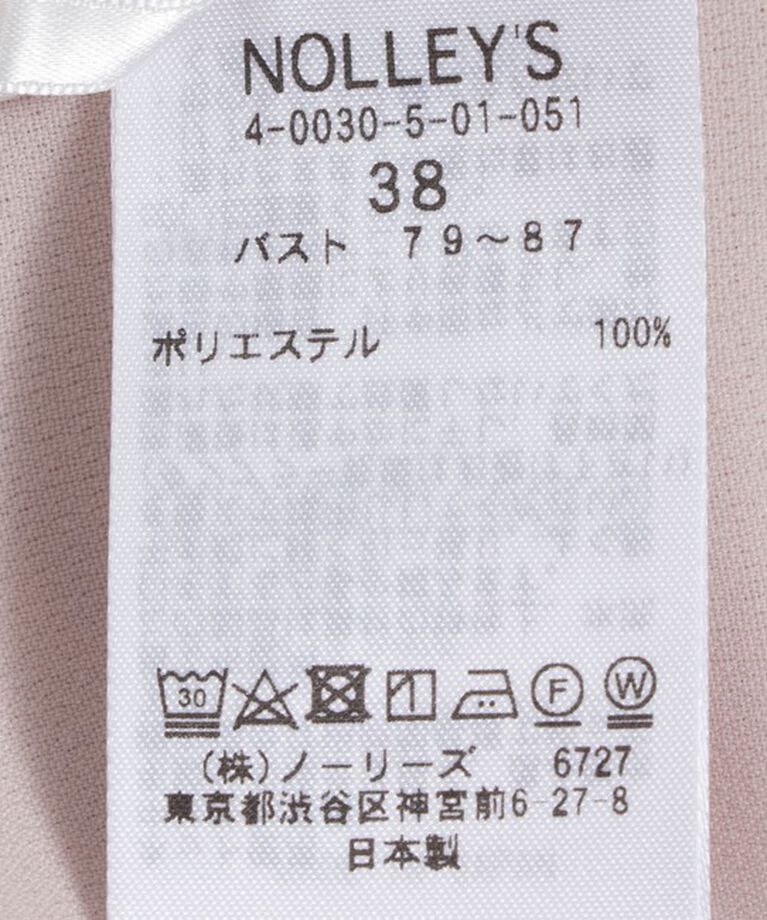 NOLLEY'S
4-0030-5-01-051
38
バスト 79~87
ポリエステル 100%
30 F W
(株)ノーリーズ 6727
東京都渋谷区神宮前6-27-8
日本製